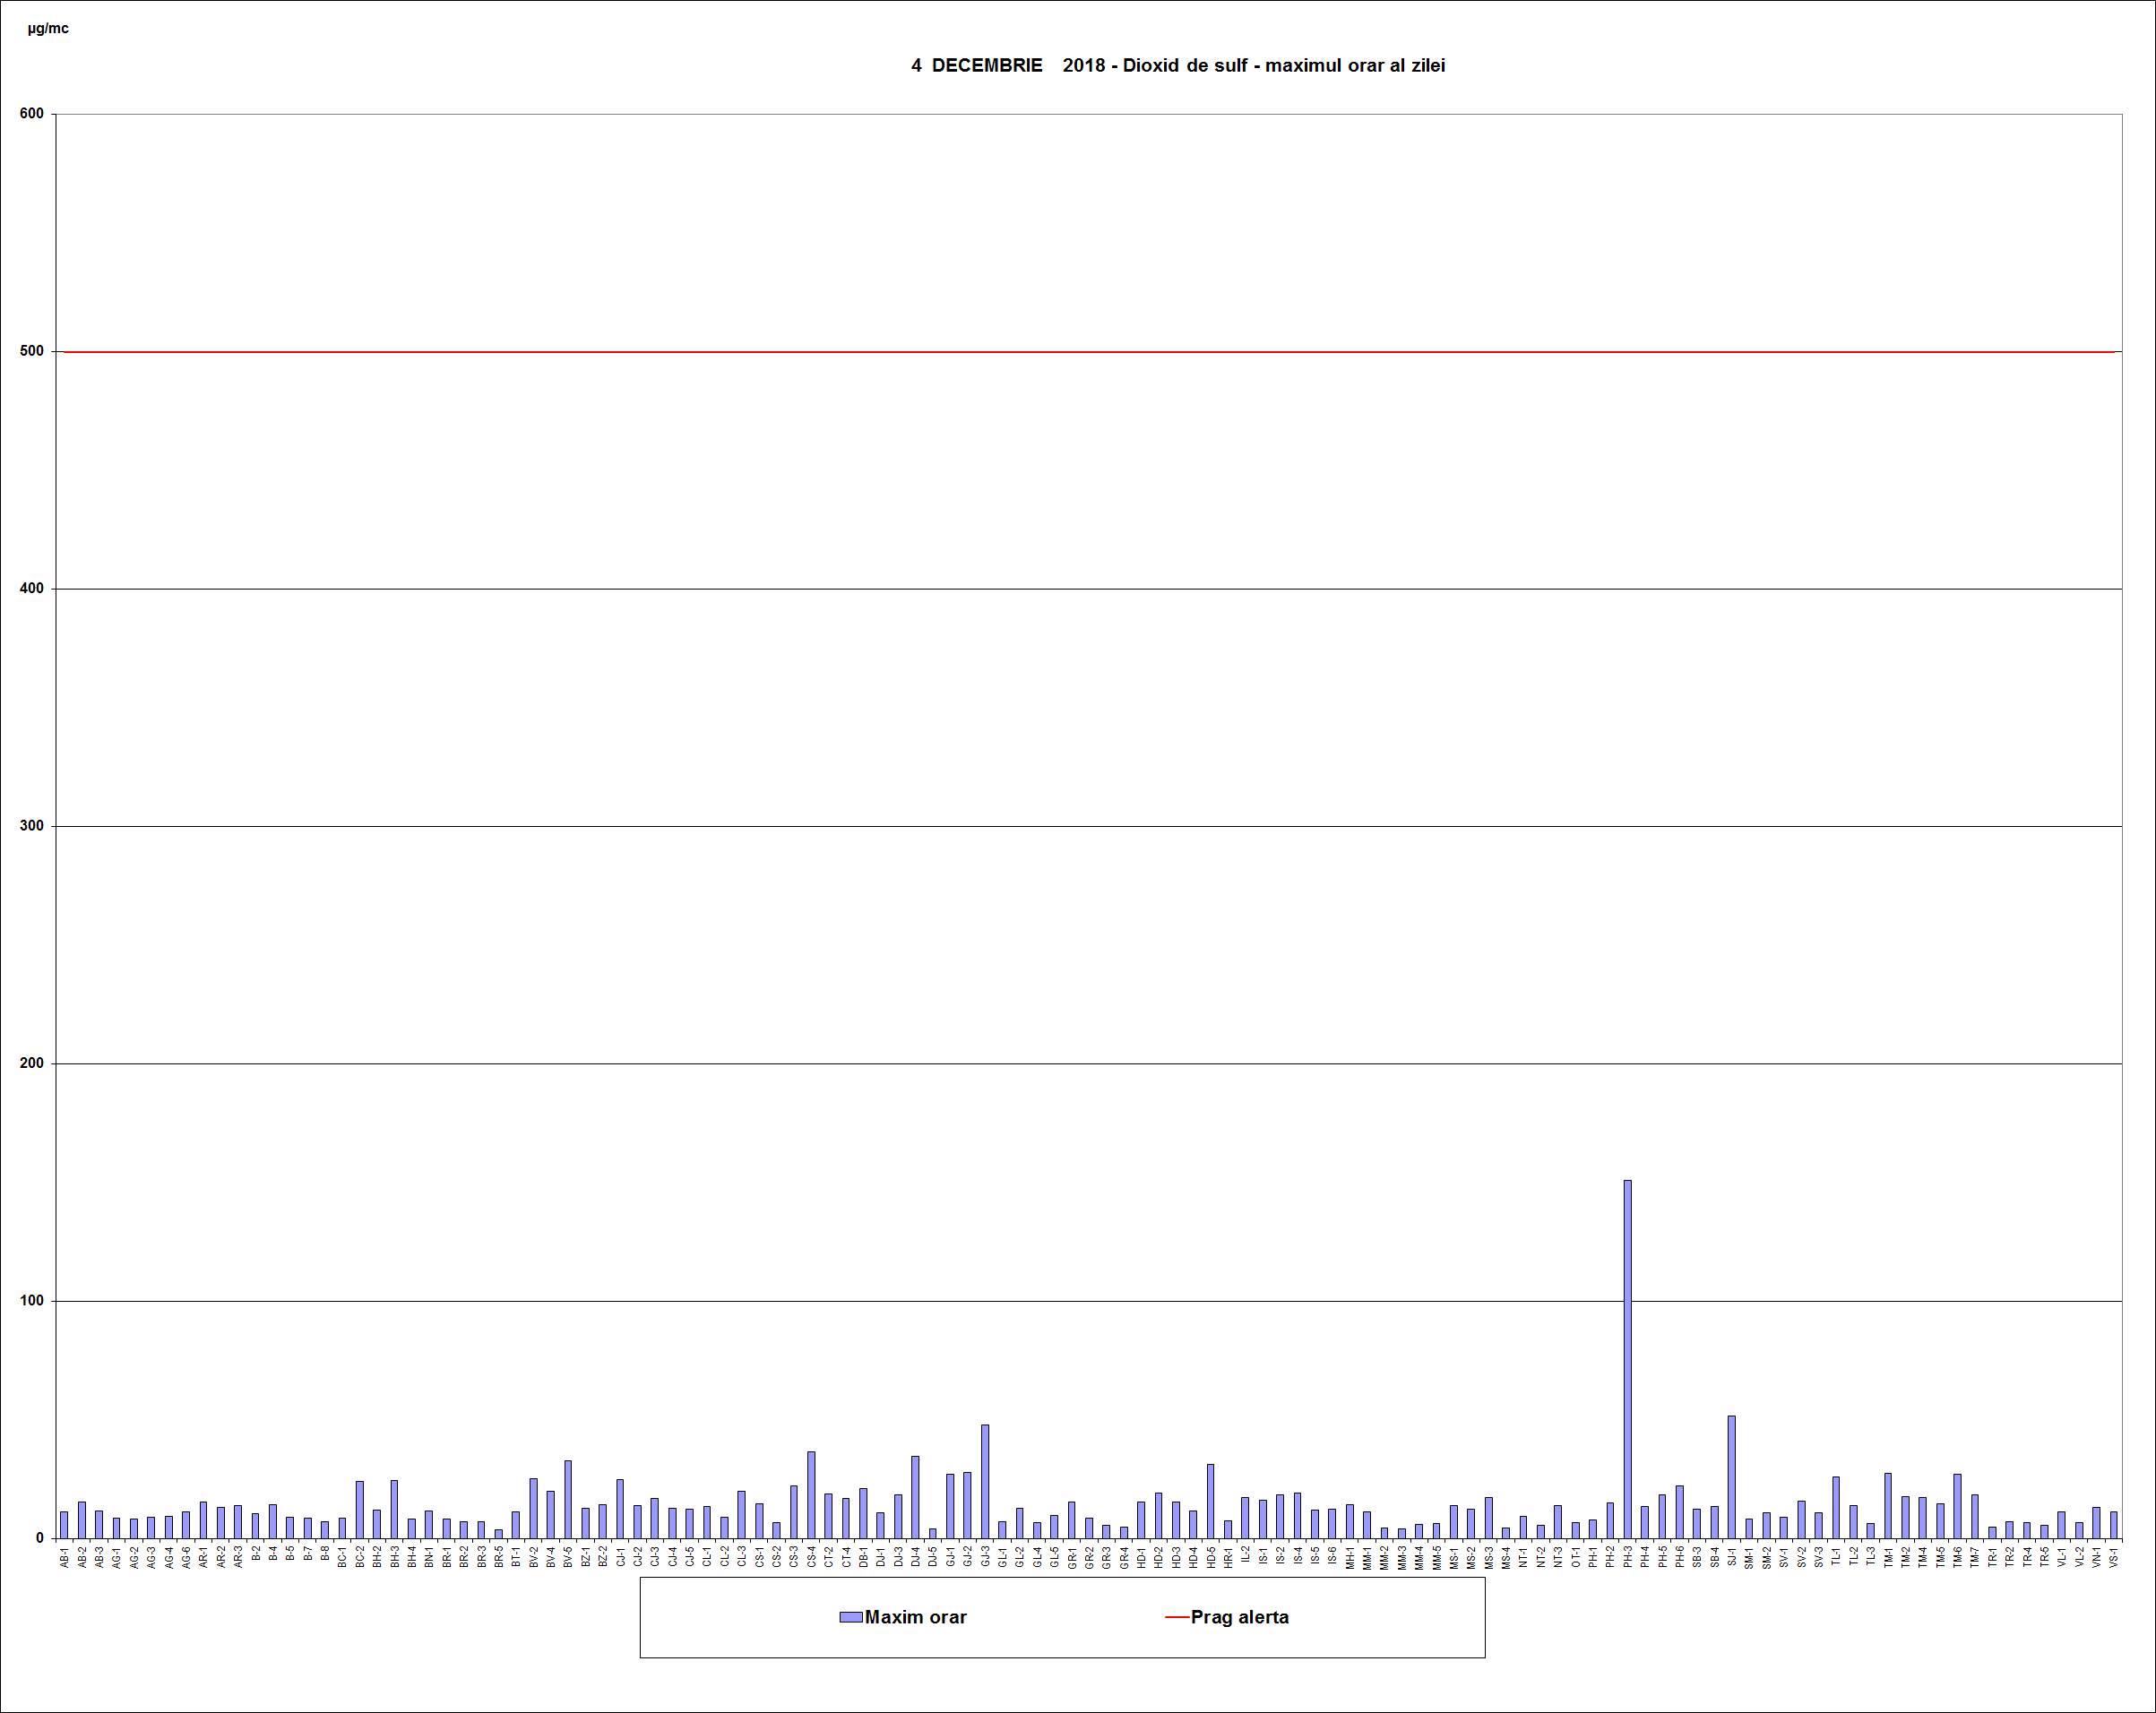 µg/mc
4 DECEMBRIE 2018 - Dioxid de sulf - maximul orar al zilei
600
500
400
300
200
100
0
AB-1 AB-2 AB-3 AG-1 AG-2 AG-3 AG-4 AG-6 AR-1 AR-2 AR-3 B-2 B-4 B-5 B-7 B-8 BC-1 BC-2 BH-2 BH-3 BH-4 BN-1 BR-1 BR-2 BR-3 BR-5 BT-1 BV-2 BV-4 BV-5 BZ-1 BZ-2 CJ-1 CJ-2 CJ-3 CJ-4 CJ-5 CL-1 CL-2 CL-3 CS-1 CS-2 CS-3 CS-4 CT-2 CT-4 DB-1 DJ-1 DJ-3 DJ-4 DJ-5 GJ-1 GJ-2 GJ-3 GL-1 GL-2 GL-4 GL-5 GR-1 GR-2 GR-3 GR-4 HD-1 HD-2 HD-3 HD-4 HD-5 HR-1 IL-2 IS-1 IS-2 IS-4 IS-5 IS-6 MH-1 MM-1 MM-2 MM-3 MM-4 MM-5 MS-1 MS-2 MS-3 MS-4 NT-1 NT-2 NT-3 OT-1 PH-1 PH-2 PH-3 PH-4 PH-5 PH-6 SB-3 SB-4 SJ-1 SM-1 SM-2 SV-1 SV-2 SV-3 TL-1 TL-2 TL-3 TM-1 TM-2 TM-4 TM-5 TM-6 TM-7 TR-1 TR-2 TR-4 TR-5 VL-1 VL-2 VN-1 VS-1
Maxim orar Prag alerta